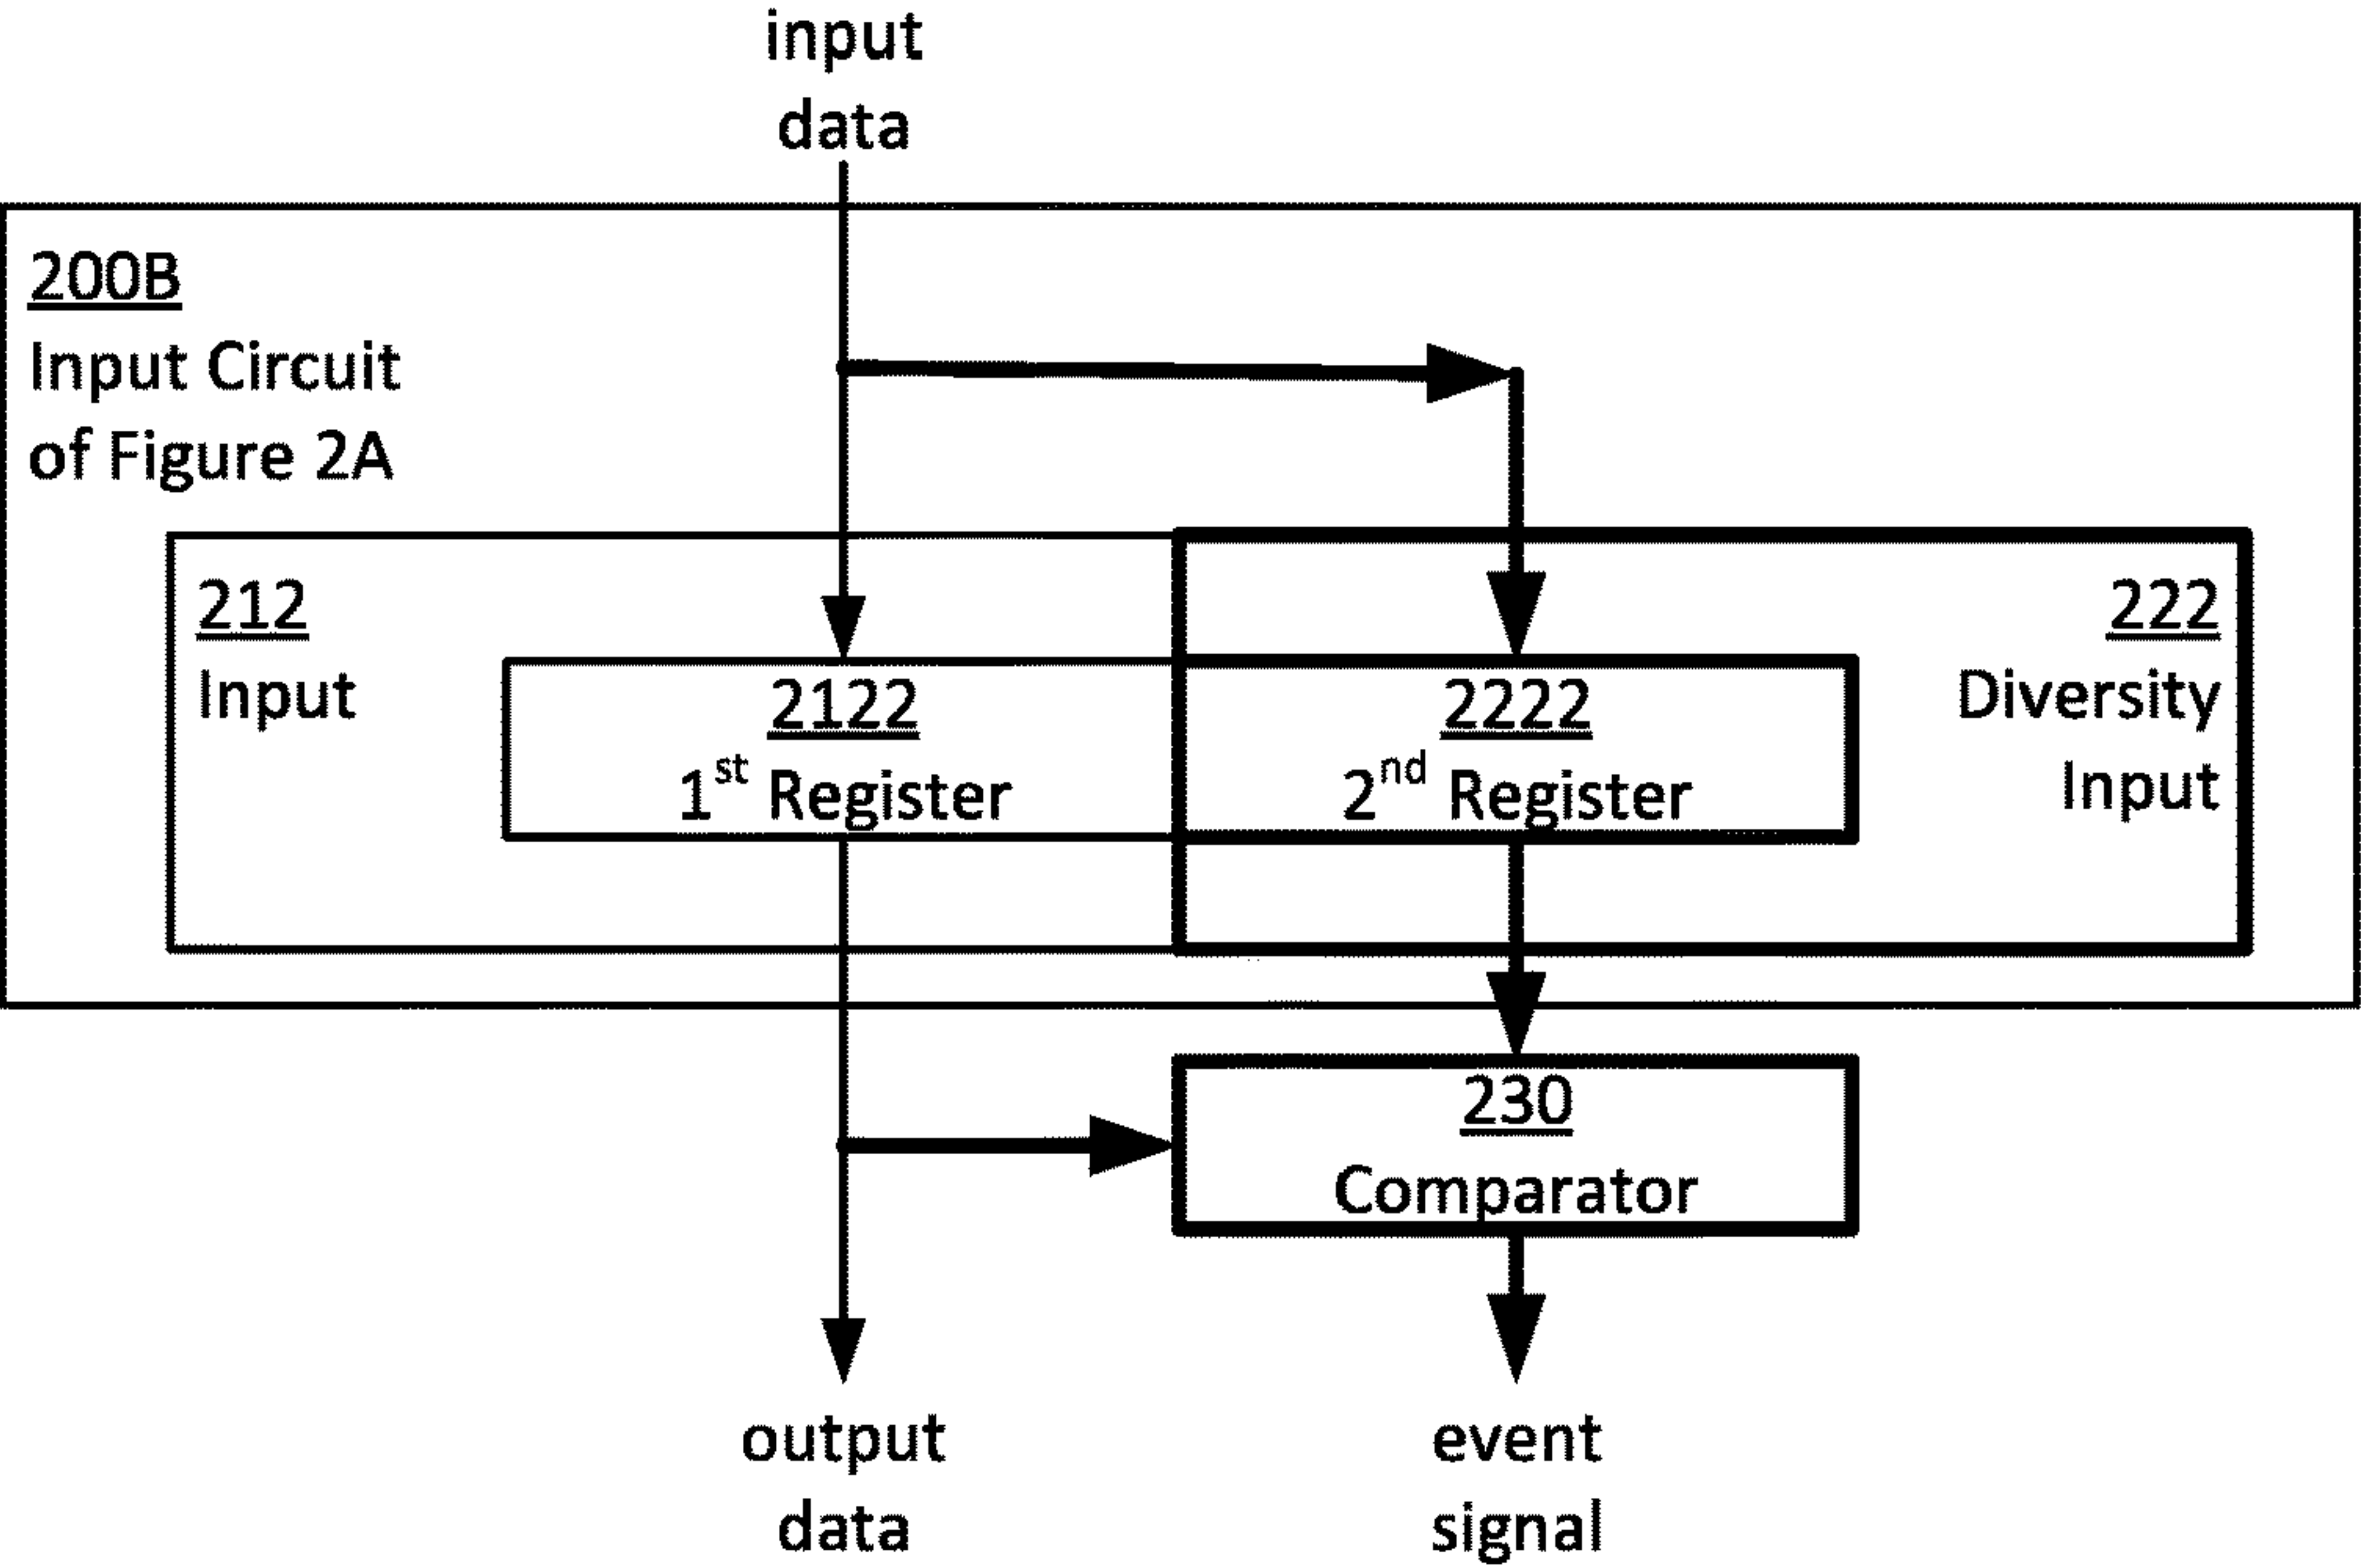 input
data
200B
Input Circuit
of Figure 2A
212
Input
222
Diversity
Input
2122
1st Register
2222
2nd Register
230
Comparator
output
data
event
signal